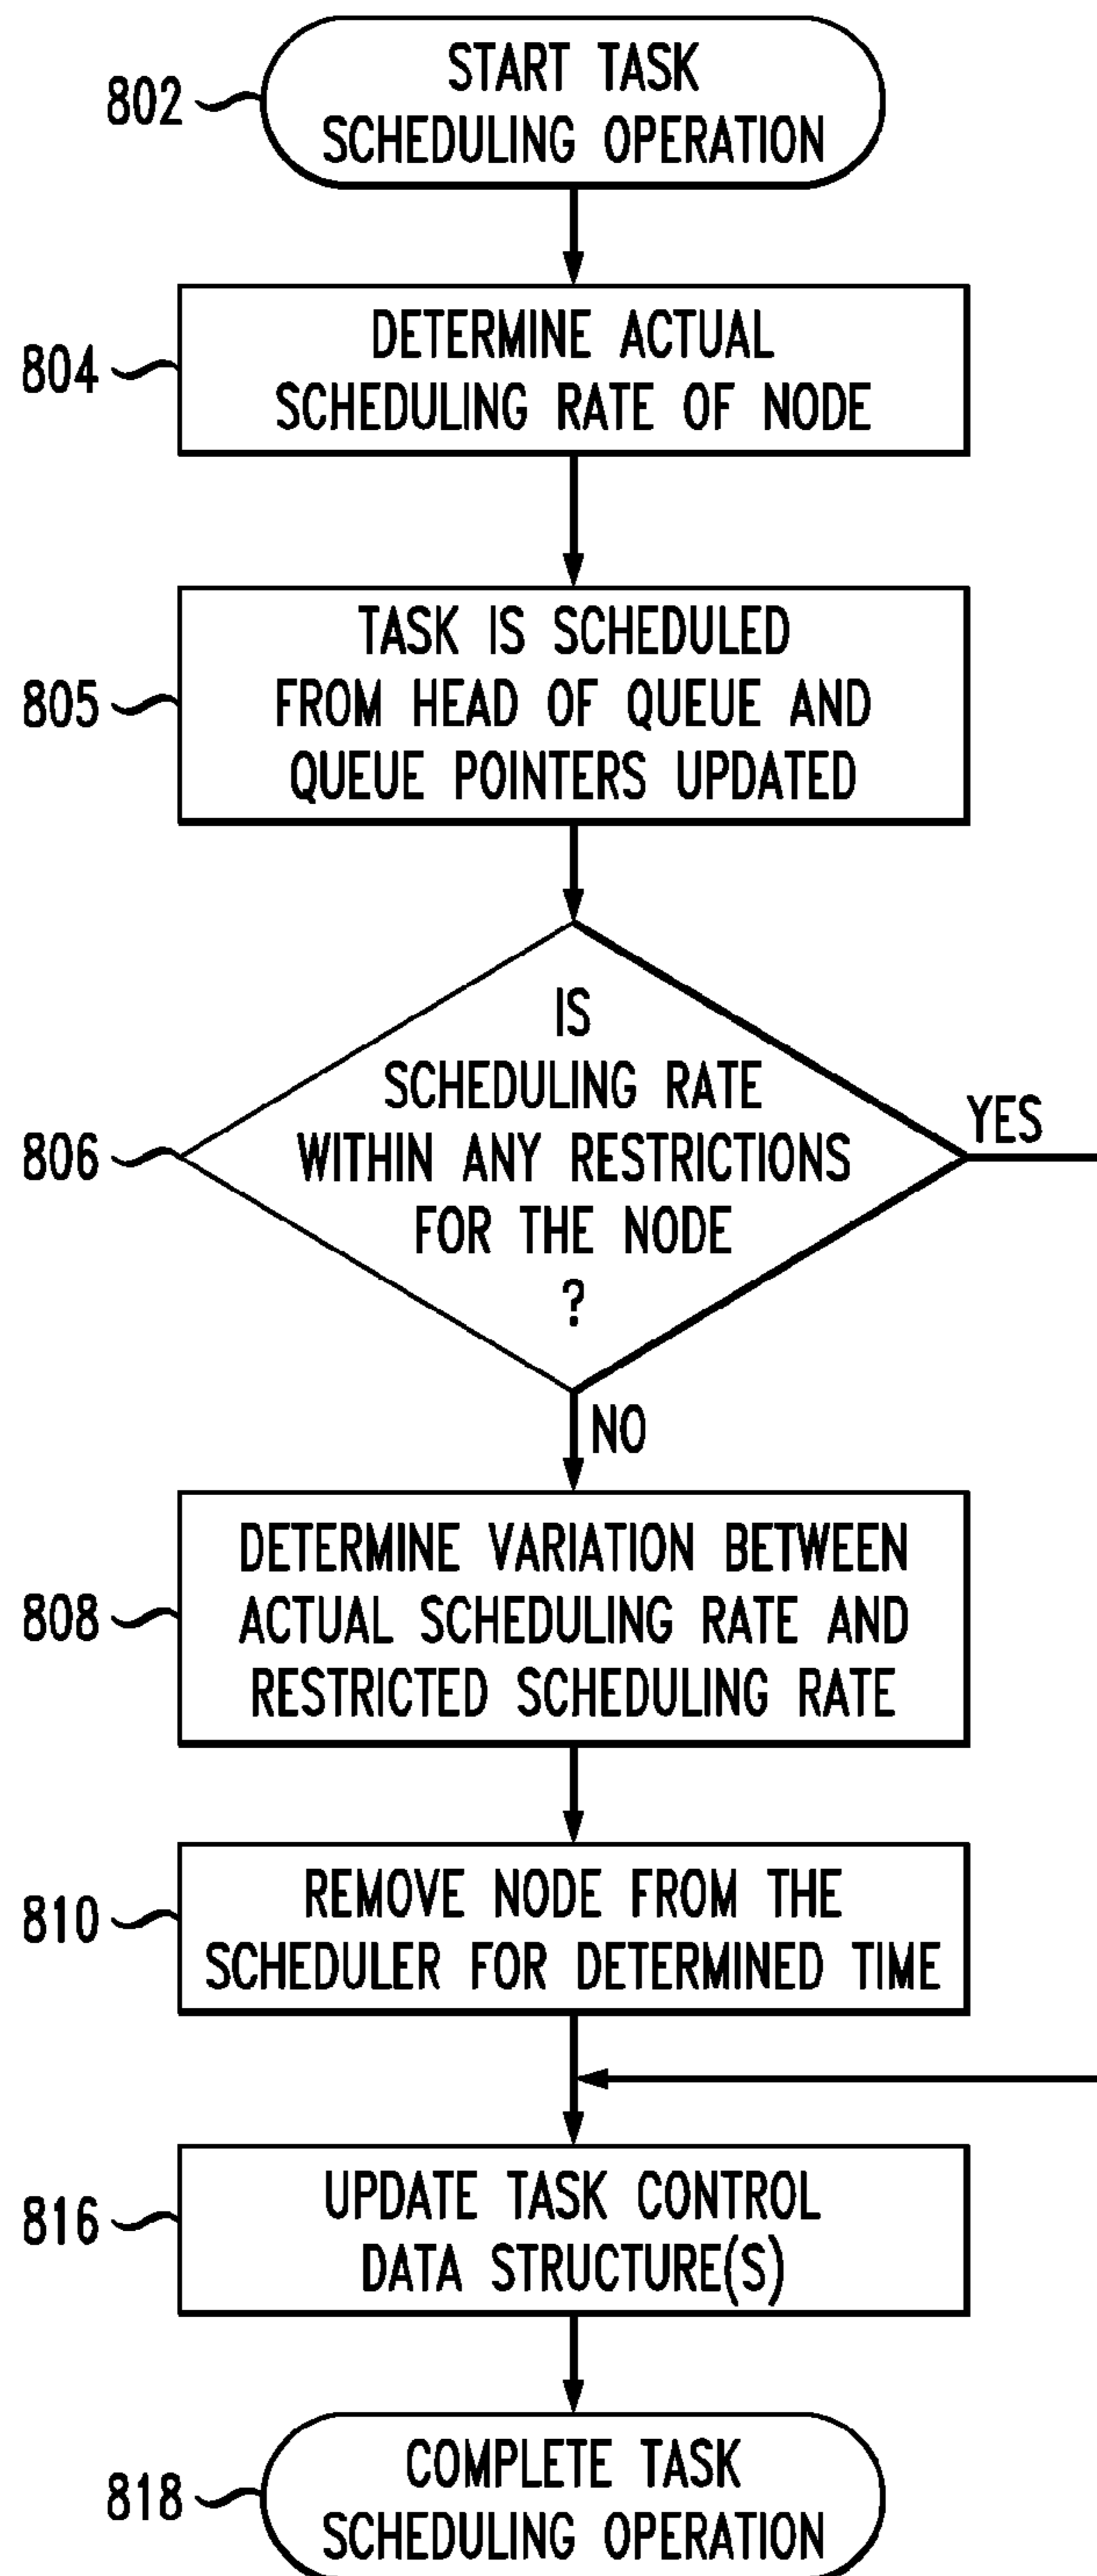 802
START TASK
SCHEDULING OPERATION
804
DETERMINE ACTUAL
SCHEDULING RATE OF NODE
805
TASK IS SCHEDULED
FROM HEAD OF QUEUE AND
QUEUE POINTERS UPDATED
806
IS
SCHEDULING RATE
WITHIN ANY RESTRICTIONS
FOR THE NODE
?
YES
NO
808
DETERMINE VARIATION BETWEEN
ACTUAL SCHEDULING RATE AND
RESTRICTED SCHEDULING RATE
810
REMOVE NODE FROM THE
SCHEDULER FOR DETERMINED TIME
816
UPDATE TASK CONTROL
DATA STRUCTURE(S)
818
COMPLETE TASK
SCHEDULING OPERATION